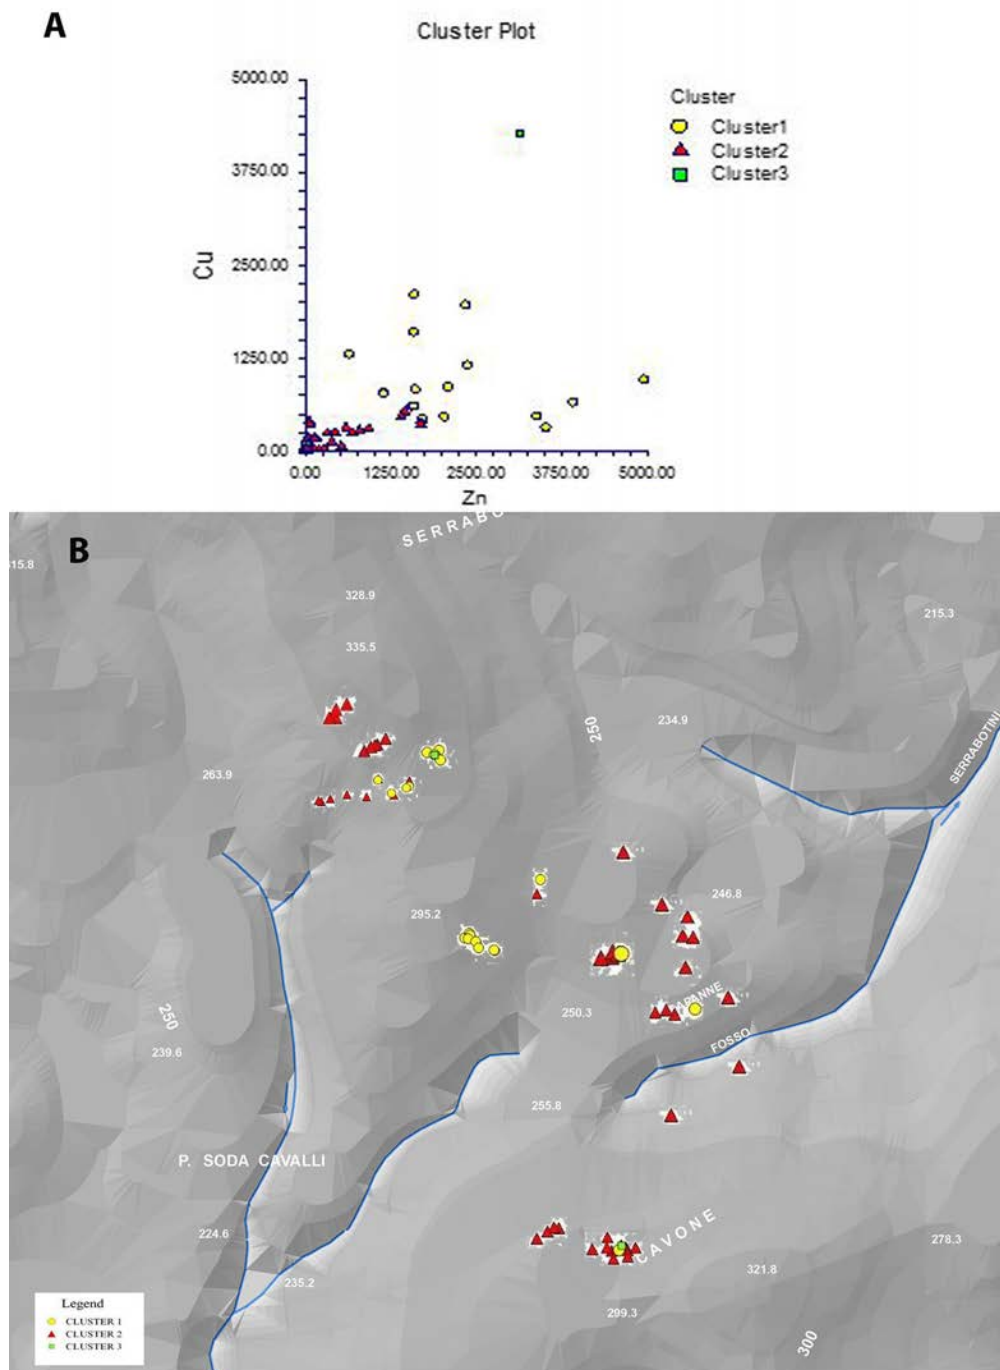 A
Cluster Plot
5000.00
3750.00
2500.00
1250.00
0.00
Cu
0.00 1250.00 2500.00 3750.00 5000.00
Zn
Cluster
Cluster1
Cluster2
Cluster3
B
SERRABO
15.8
328.9
215.3
335.5
250
234.9
SERRABOTINI
263.9
246.8
295.2
APANNE
250
250.3
FOSSO
239.6
255.8
P. SODA CAVALLI
CAVONE
224.6
278.3
321.8
235.2
299.3
300
Legend
CLUSTER 1
CLUSTER 2
CLUSTER 3